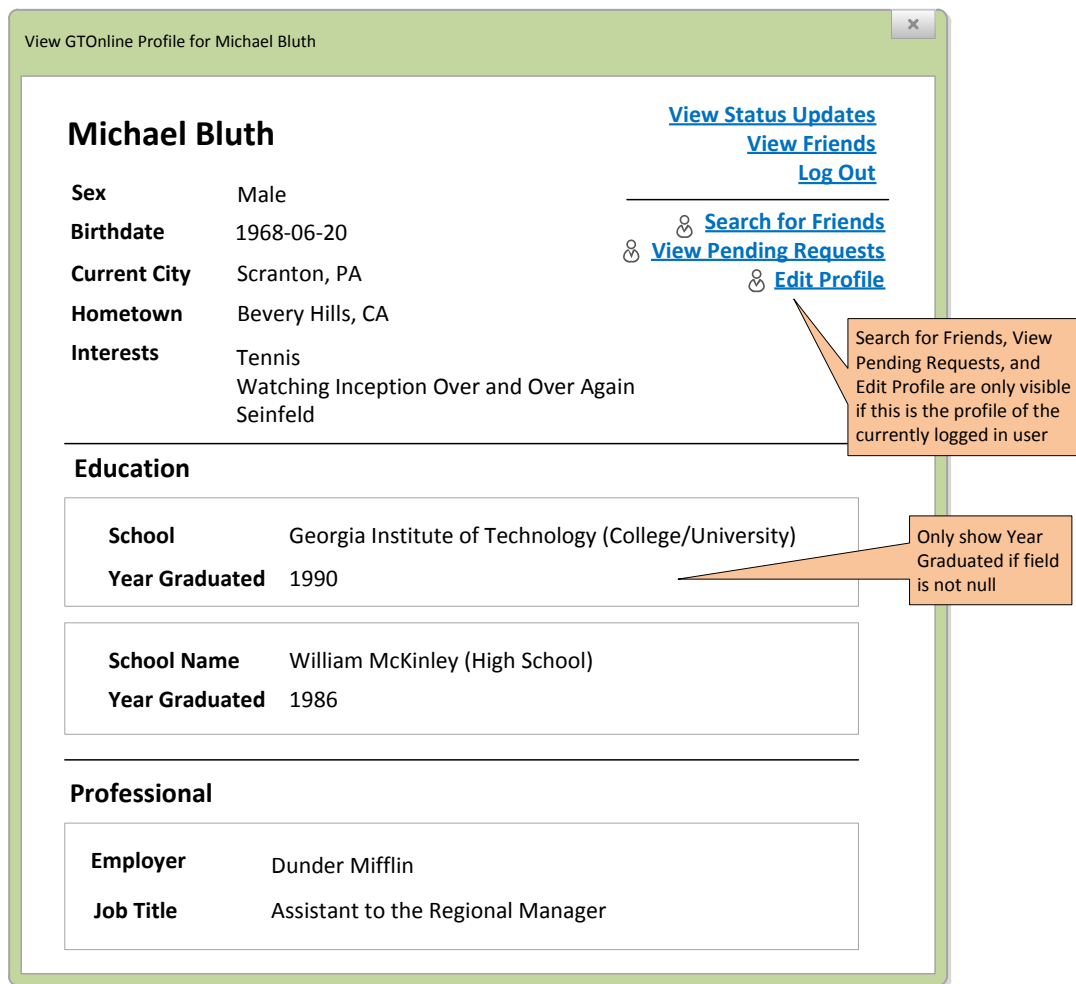 View GTOnline Profile for Michael Bluth
Michael Bluth
View Status Updates
View Friends
Log Out
Sex Male
Birthdate 1968-06-20
Current City Scranton, PA
Hometown Bevery Hills, CA
Interests Tennis
Watching Inception Over and Over Again
Seinfeld
Search for Friends
View Pending Requests
Edit Profile
Search for Friends, View
Pending Requests, and
Edit Profile are only visible
if this is the profile of the
currently logged in user
Education
School Georgia Institute of Technology (College/University)
Year Graduated 1990
Only show Year
Graduated if field
is not null
School Name William McKinley (High School)
Year Graduated 1986
Professional
Employer Dunder Mifflin
Job Title Assistant to the Regional Manager